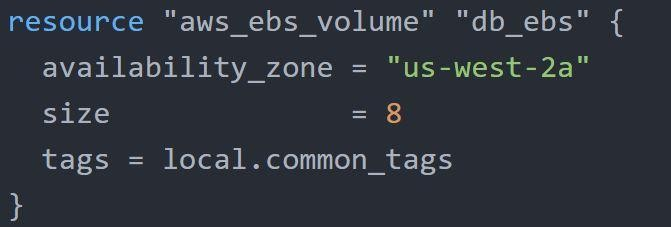 resource "aws_ebs_volume" "db_ebs" {
  availability_zone = "us-west-2a"
  size              = 8
  tags = local.common_tags
}